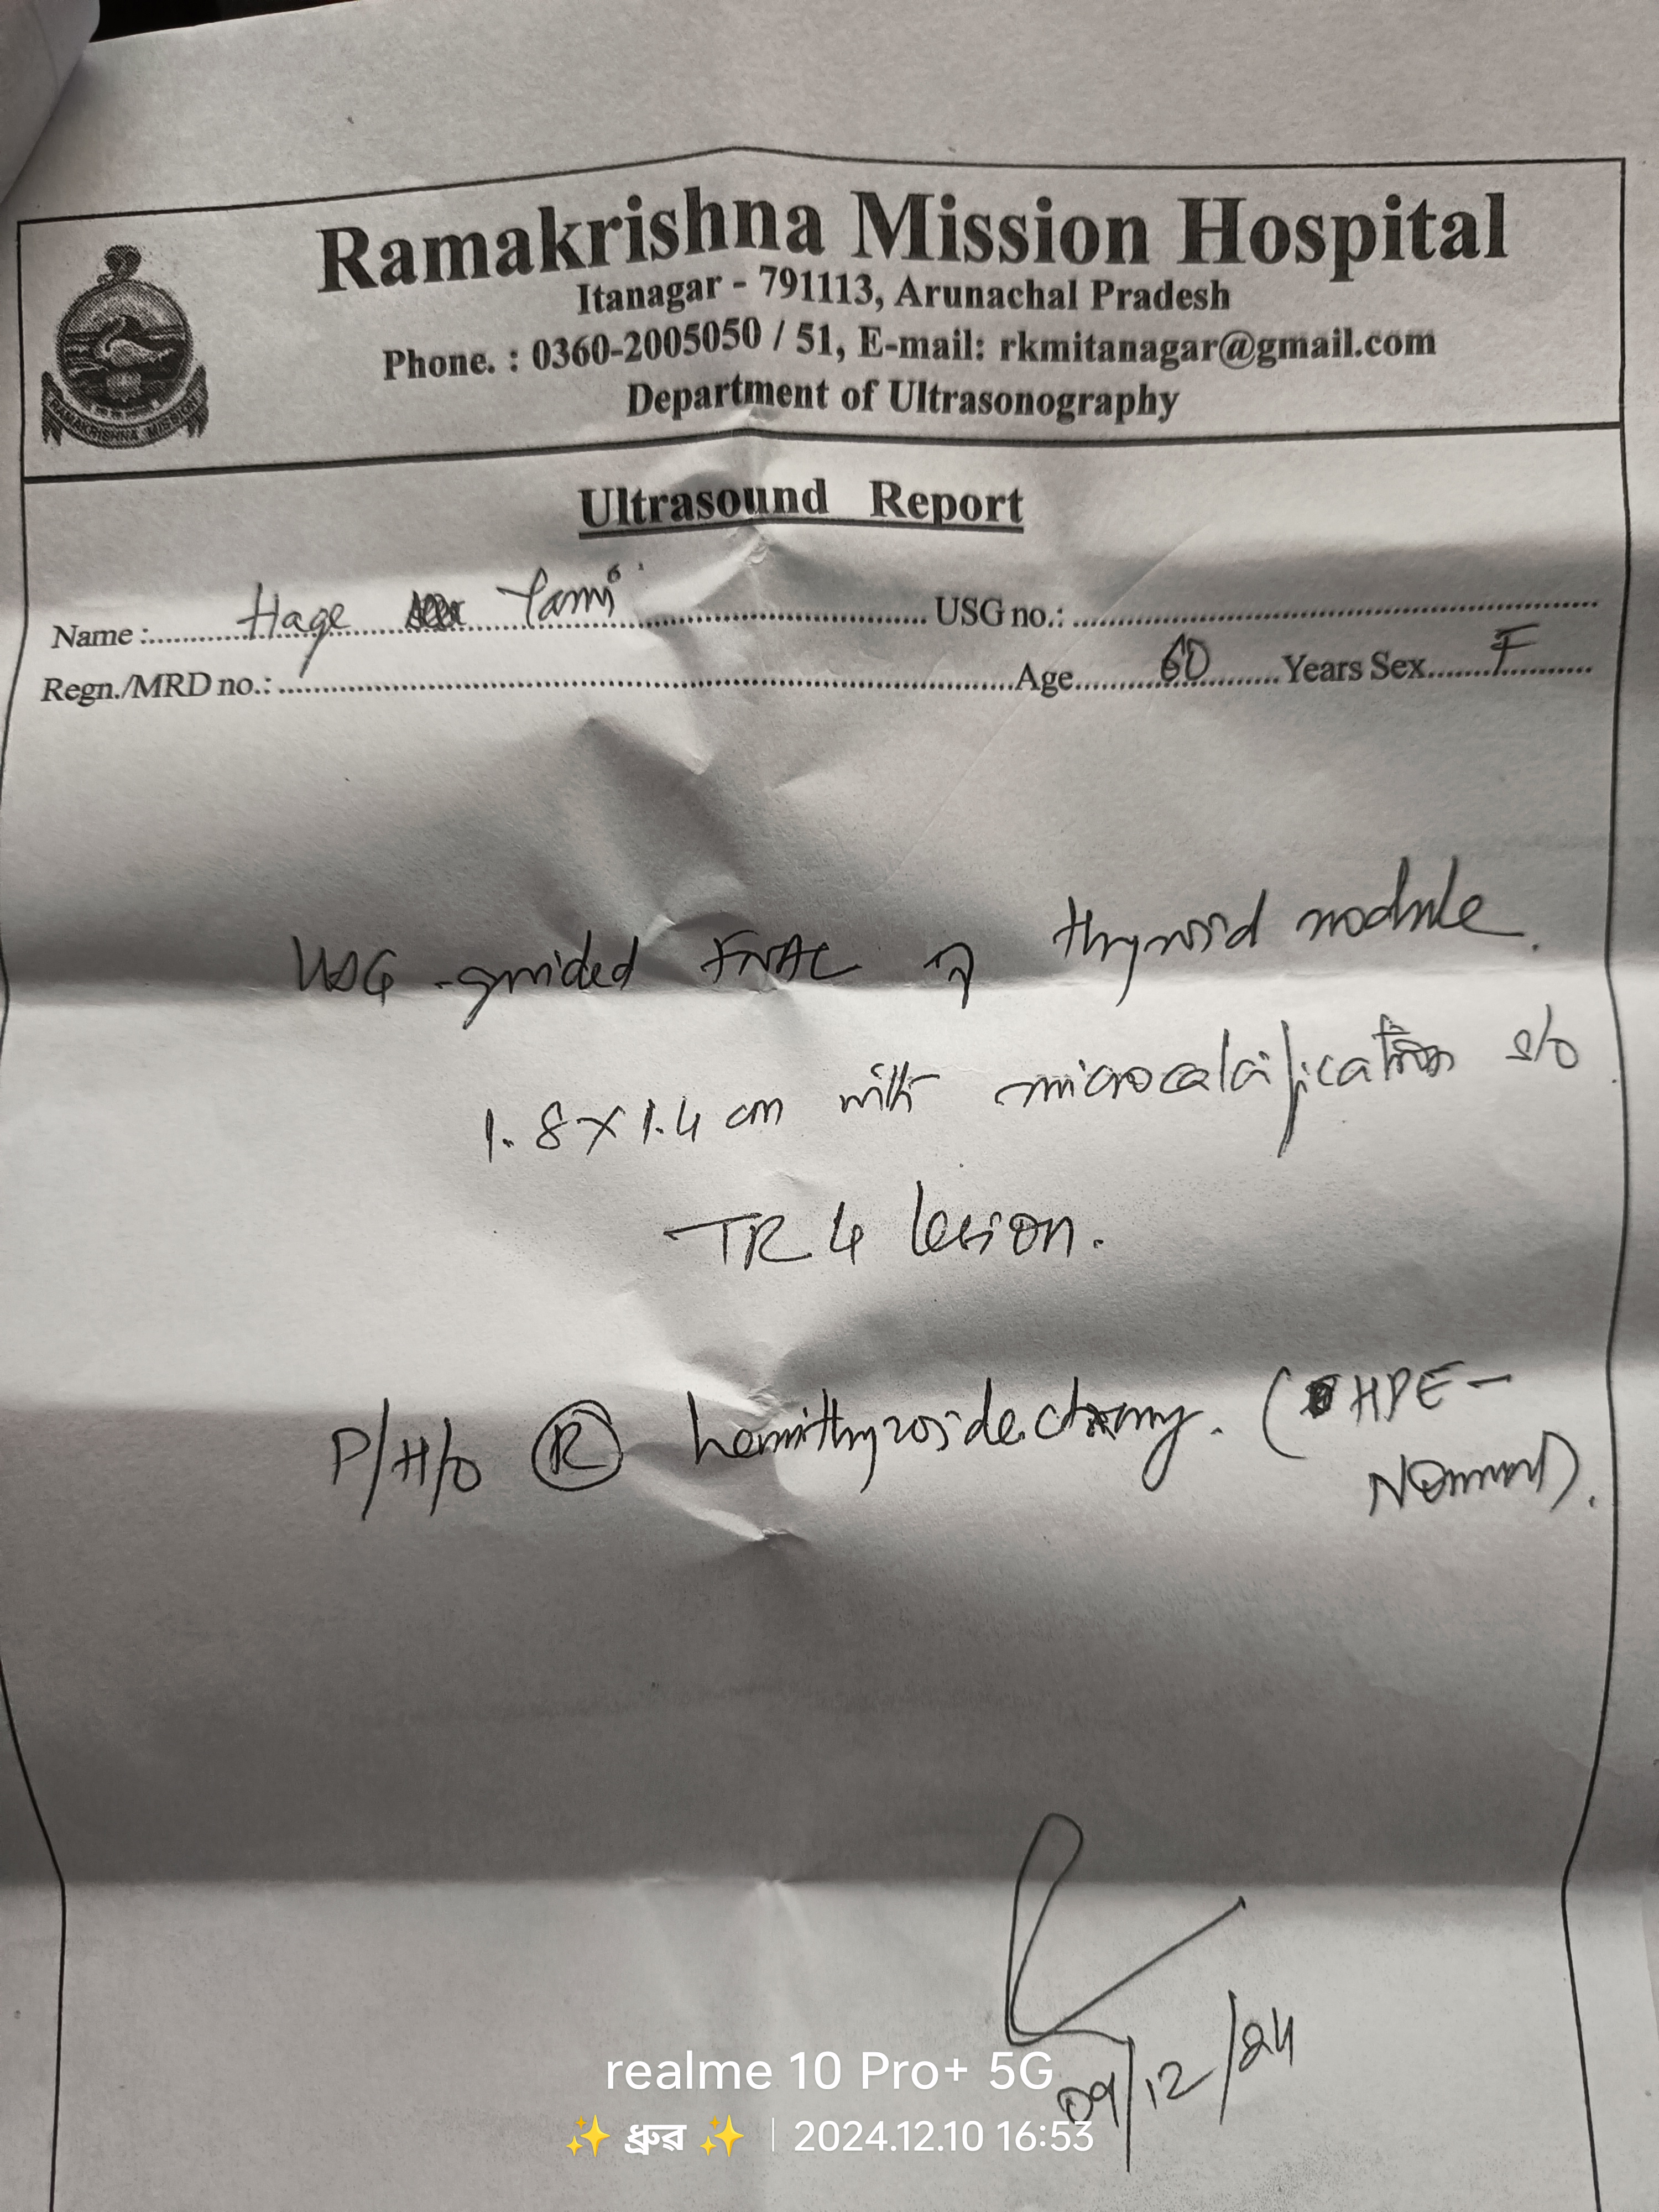 Ramakrishna Mission Hospital
Itanagar - 791113, Arunachal Pradesh
Phone. : 0360-2005050 / 51, E-mail: rkmitanagar@gmail.com
Department of Ultrasonography
RAMAKRISHNA MISSION
Ultrasound Report
Name :.......... Hage Yami .......... USG no.: ..........
Regn./MRD no.: .......... Age.......... 60 ..........Years Sex.......... F ..........
USG-guided FNAC of thyroid nodule.
1.8 X 1.4 cm with microcalcification s/o
TR 4 lesion.
P/H/o Ⓡ hemithyroidectomy. (HPE -
Normal).
09/12/24
realme 10 Pro+ 5G
✨ ধ্রুৱ ✨ | 2024.12.10 16:53